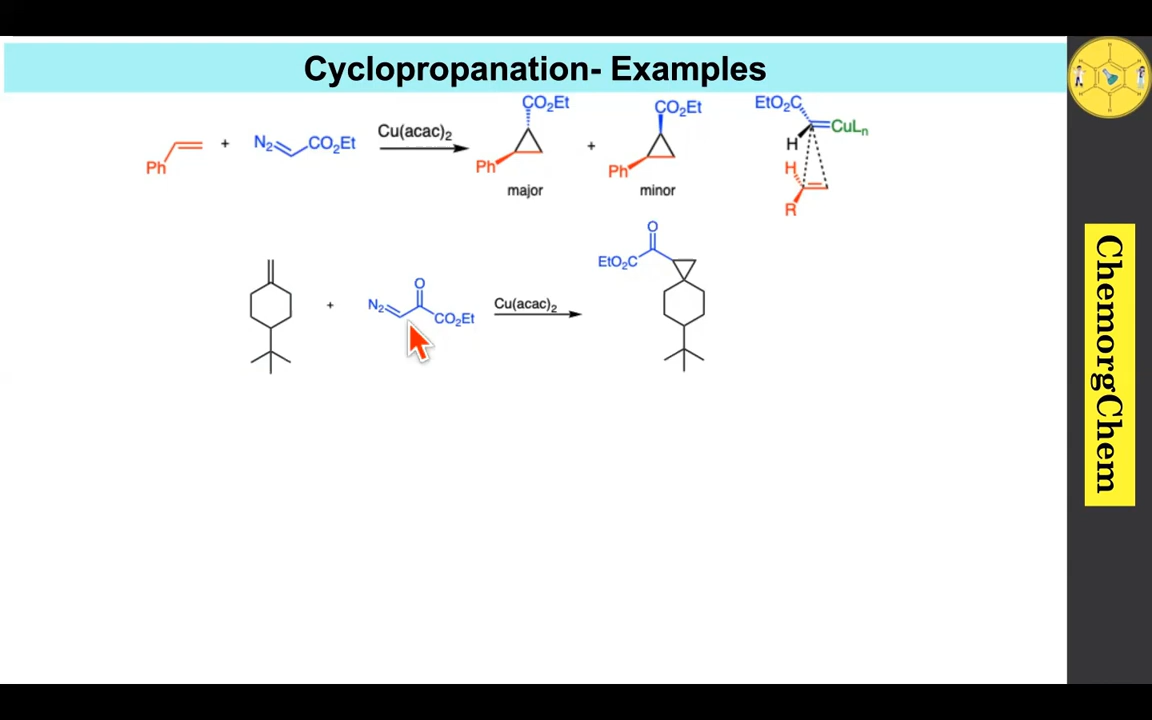 Cyclopropanation- Examples
Ph
+
N₂
CO₂Et
Cu(acac)₂
CO₂Et
Ph
major
+
CO₂Et
Ph
minor
EtO₂C
CuLₙ
H
H
R
+
N₂
O
CO₂Et
Cu(acac)₂
O
EtO₂C
ChemorgChem